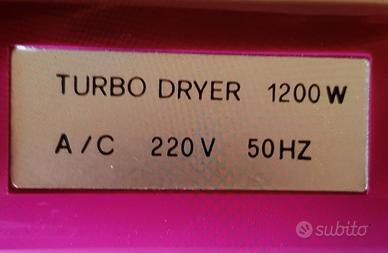 TURBO DRYER 1200W
A/C 220V 50HZ
subito